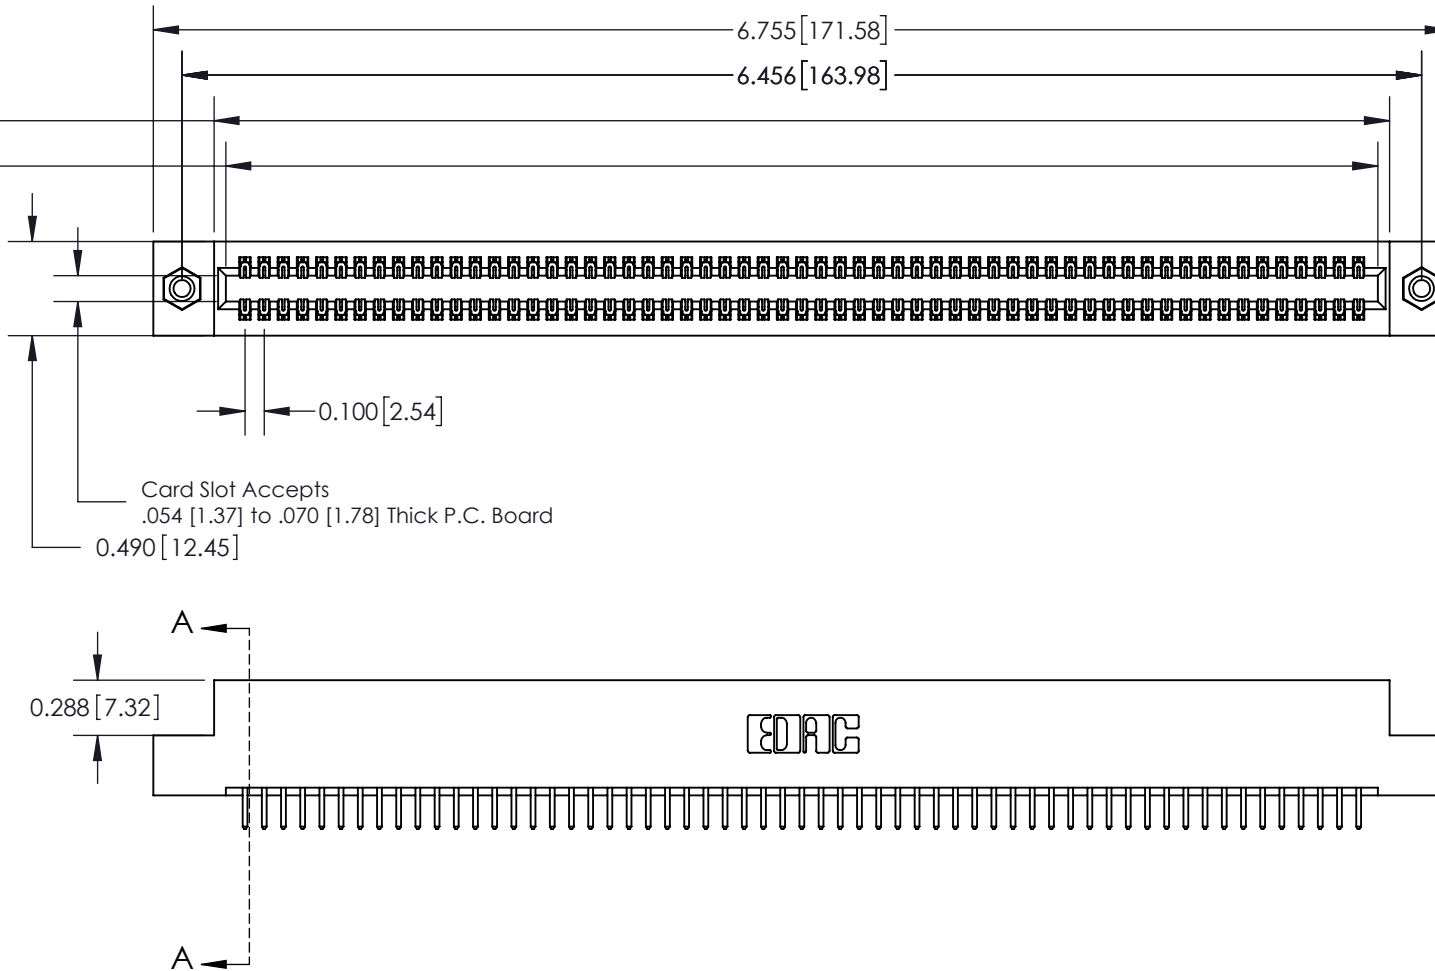 6.755[171.58]
6.456[163.98]
0.100[2.54]
Card Slot Accepts
.054 [1.37] to .070 [1.78] Thick P.C. Board
0.490[12.45]
A
0.288[7.32]
EDAC
A